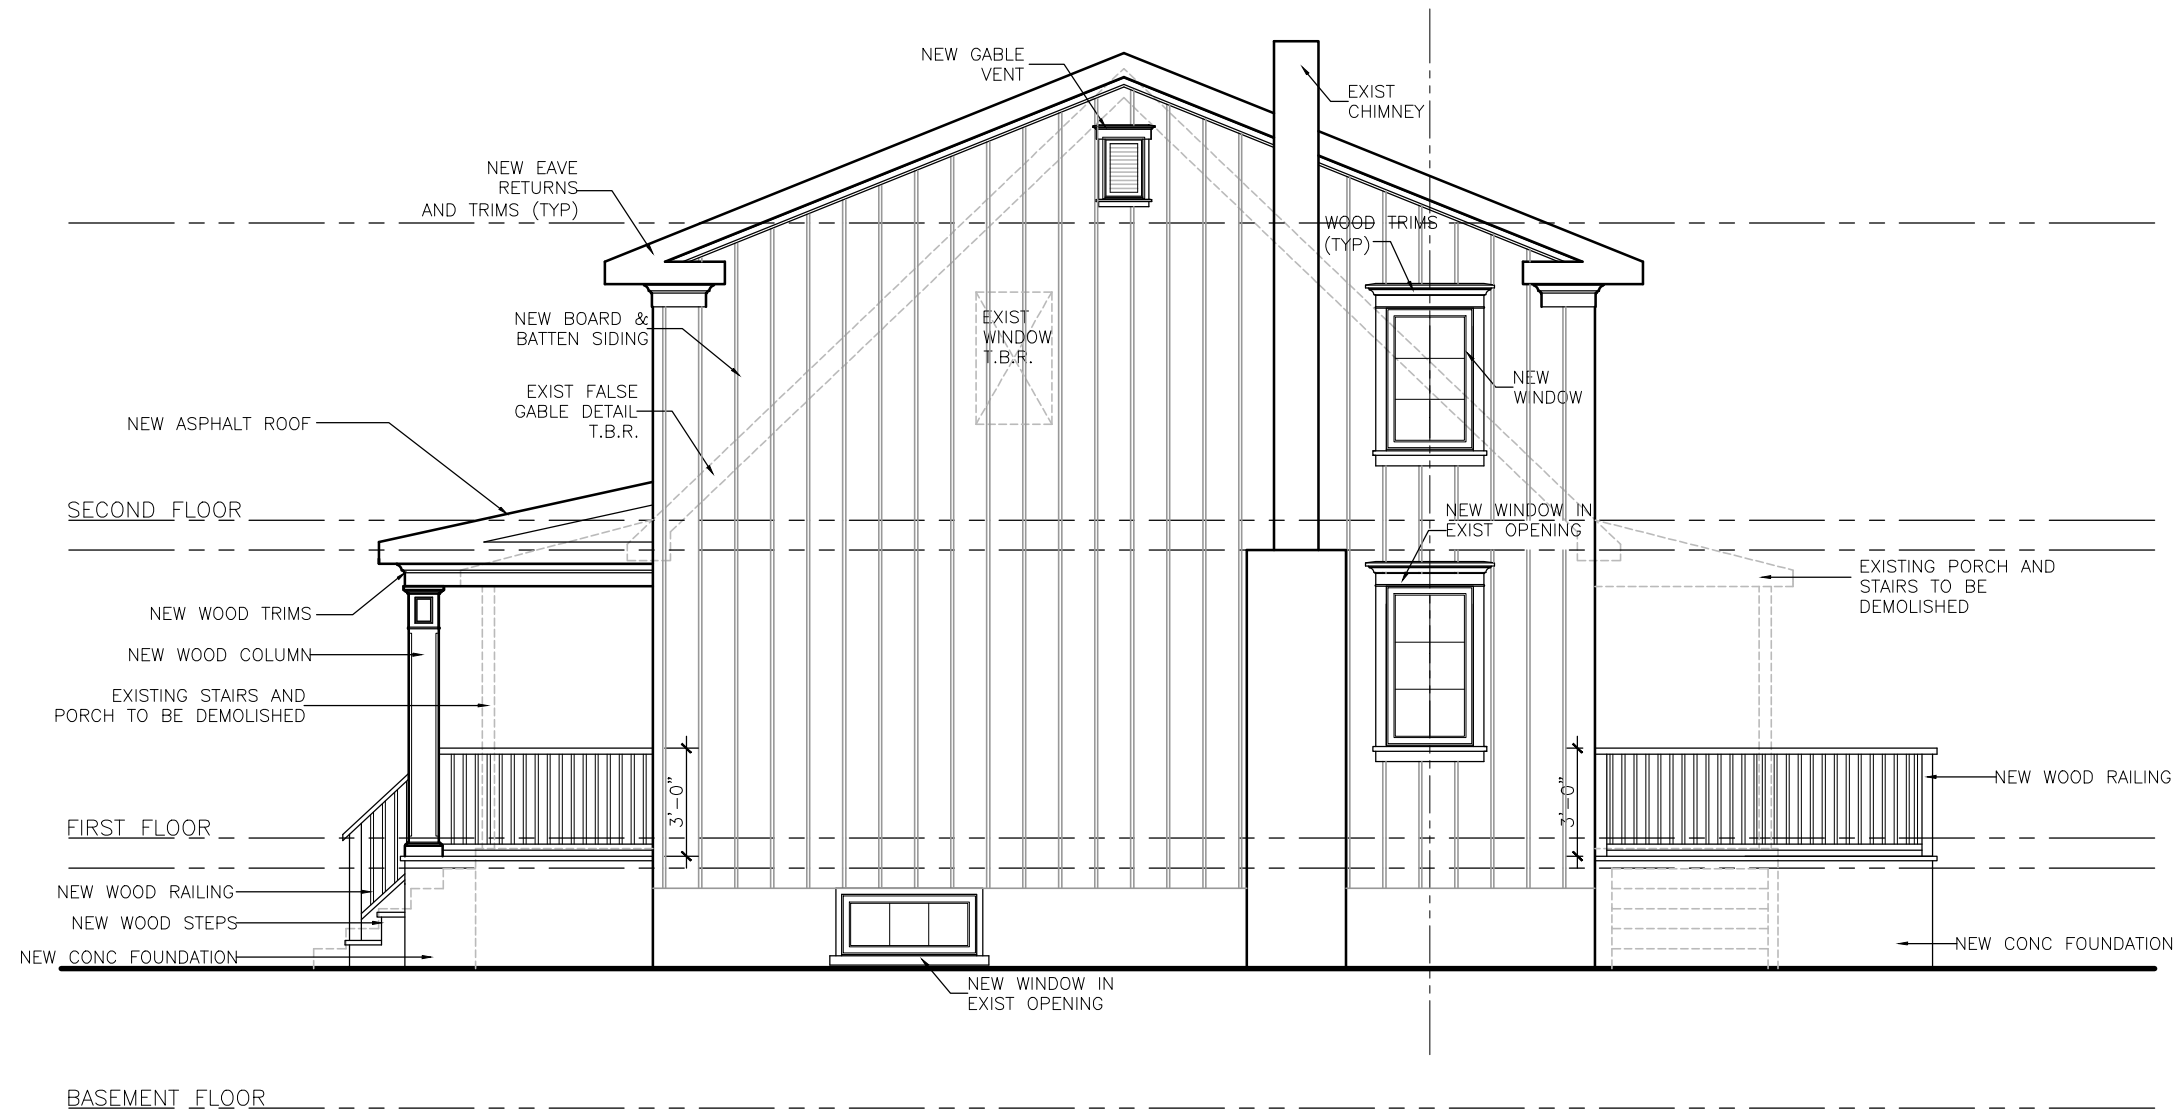 NEW GABLE
VENT
EXIST
CHIMNEY
NEW EAVE
RETURNS
AND TRIMS (TYP)
WOOD TRIMS
(TYP)
NEW BOARD &
BATTEN SIDING
EXIST
WINDOW
T.B.R.
EXIST FALSE
GABLE DETAIL
T.B.R.
NEW
WINDOW
NEW ASPHALT ROOF
SECOND FLOOR
NEW WINDOW IN
EXIST OPENING
EXISTING PORCH AND
STAIRS TO BE
DEMOLISHED
NEW WOOD TRIMS
NEW WOOD COLUMN
EXISTING STAIRS AND
PORCH TO BE DEMOLISHED
3'-0"
3'-0"
NEW WOOD RAILING
FIRST FLOOR
NEW WOOD RAILING
NEW WOOD STEPS
NEW CONC FOUNDATION
NEW CONC FOUNDATION
NEW WINDOW IN
EXIST OPENING
BASEMENT FLOOR